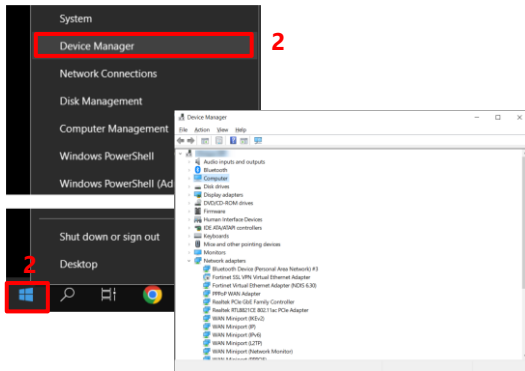 System
Device Manager
2
Network Connections
Disk Management
Computer Management
Windows PowerShell
Windows PowerShell (Ad
Shut down or sign out
Desktop
2
Device Manager
File Action View Help
Audio inputs and outputs
Bluetooth
Computer
Disk drives
Display adapters
DVD/CD-ROM drives
Firmware
Human Interface Devices
IDE ATA/ATAPI controllers
Keyboards
Mice and other pointing devices
Monitors
Network adapters
Bluetooth Device (Personal Area Network) #3
Fortinet SSL VPN Virtual Ethernet Adapter
Fortinet Virtual Ethernet Adapter (NDIS 6.30)
PPPoP WAN Adapter
Realtek PCIe GbE Family Controller
Realtek RTL8821CE 802.11ac PCIe Adapter
WAN Miniport (IKEv2)
WAN Miniport (IP)
WAN Miniport (IPv6)
WAN Miniport (L2TP)
WAN Miniport (Network Monitor)
WAN Miniport (PPPOE)